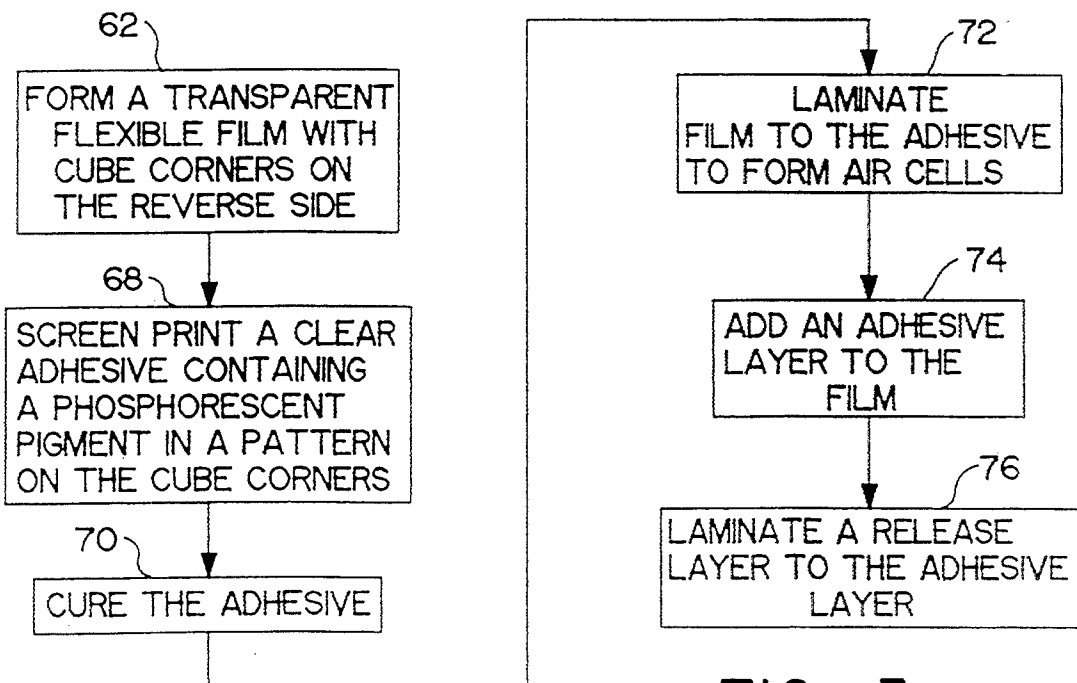 62
FORM A TRANSPARENT
FLEXIBLE FILM WITH
CUBE CORNERS ON
THE REVERSE SIDE
68
SCREEN PRINT A CLEAR
ADHESIVE CONTAINING
A PHOSPHORESCENT
PIGMENT IN A PATTERN
ON THE CUBE CORNERS
70
CURE THE ADHESIVE
72
LAMINATE
FILM TO THE ADHESIVE
TO FORM AIR CELLS
74
ADD AN ADHESIVE
LAYER TO THE
FILM
76
LAMINATE A RELEASE
LAYER TO THE ADHESIVE
LAYER